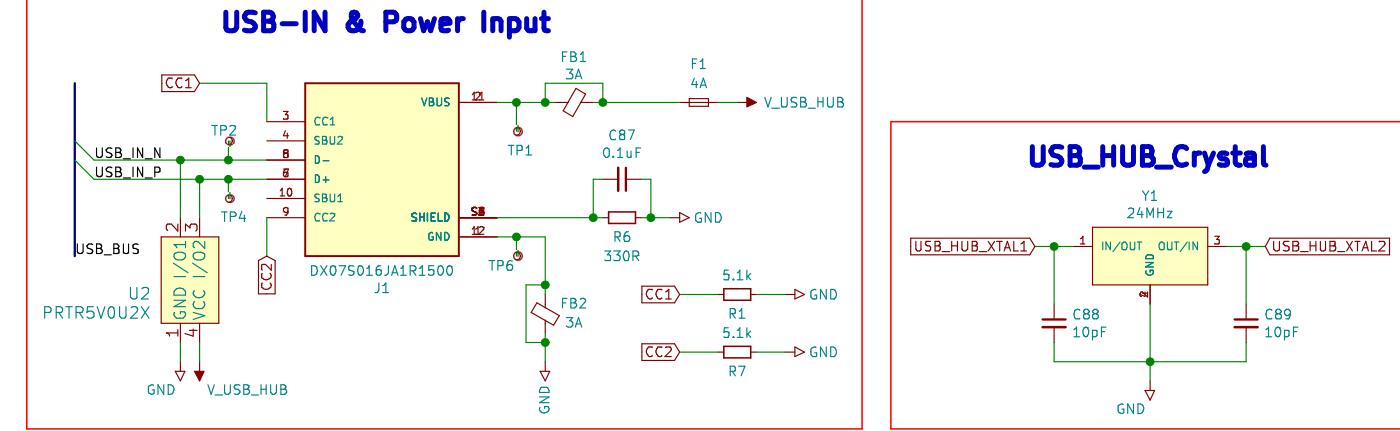 USB-IN & Power Input
CC1
FB1
3A
F1
4A
V_USB_HUB
VBUS
TP1
3
CC1
4
SBU2
8
D-
D+
10
SBU1
9
CC2
TP2
TP4
USB_IN_N
USB_IN_P
USB_BUS
C87
0.1uF
SHIELD
GND
12
R6
330R
GND
TP6
DX07S016JA1R1500
J1
CC2
2
3
GND I/O1
VCC I/O2
1
4
U2
PRTR5V0U2X
GND
V_USB_HUB
FB2
3A
GND
CC1
5.1k
R1
GND
CC2
5.1k
R7
GND
USB_HUB_Crystal
Y1
24MHz
USB_HUB_XTAL1
1
IN/OUT
OUT/IN
3
USB_HUB_XTAL2
GND
C88
10pF
C89
10pF
GND